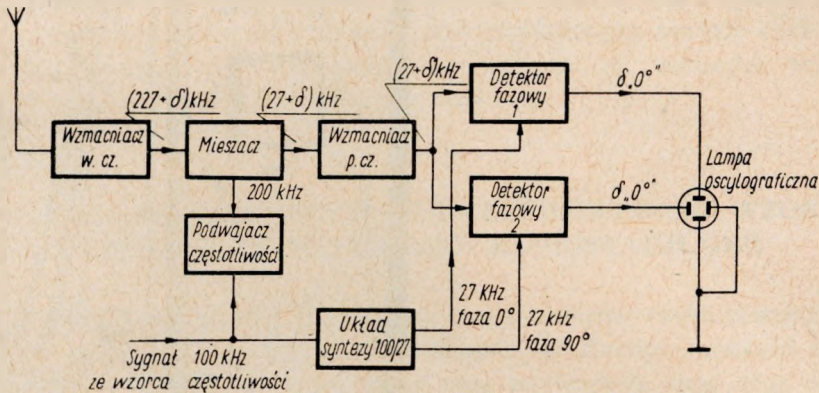 (227+δ)kHz
(27+δ) kHz
(27+δ)kHz
Wzmacniacz
w. cz.
Mieszacz
Wzmacniacz
p.cz.
Detektor
fazowy
1
δ„0°"
Lampa
oscylograficzna
200 kHz
Podwajacz
częstotliwości
Detektor
fazowy
2
δ„0°"
27 KHz
faza 0°
27 KHz
faza 90°
Układ
syntezy 100/27
Sygnał 100 kHz
ze wzorca częstotliwości